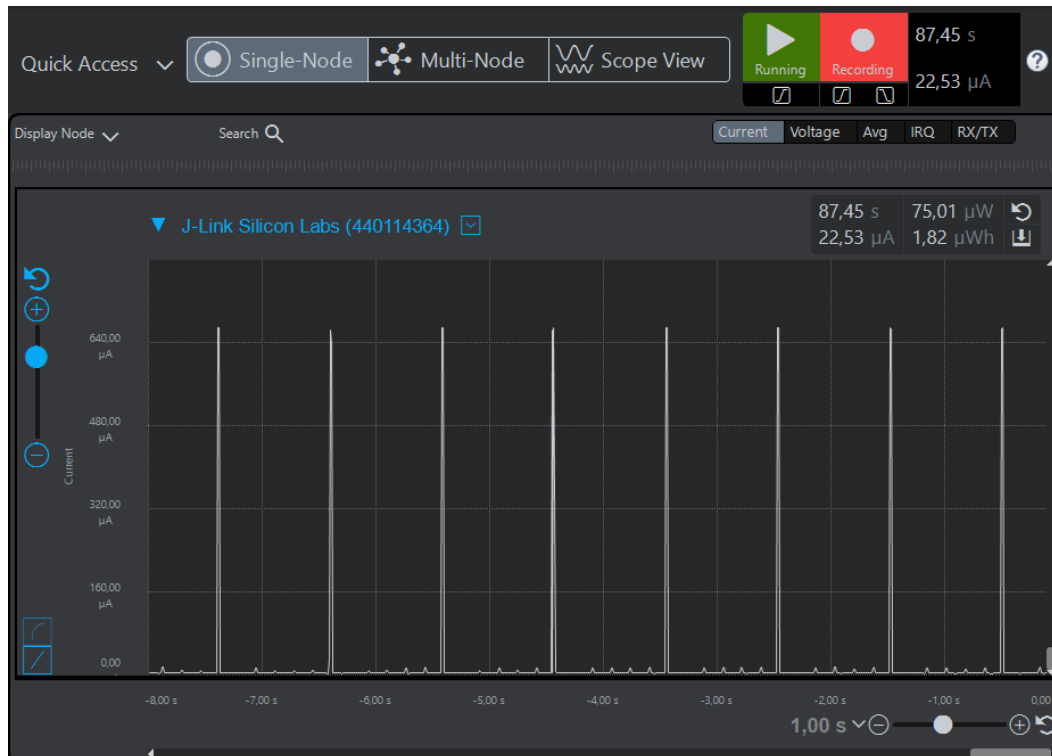 Quick Access
Single-Node
Multi-Node
Scope View
Running
Recording
87,45 s
22,53 µA
?
Display Node
Search
Current
Voltage
Avg
IRQ
RX/TX
J-Link Silicon Labs (440114364)
87,45 s 75,01 µW
22,53 µA 1,82 µWh
640,00
µA
480,00
µA
Current
320,00
µA
160,00
µA
0,00
-8,00 s -7,00 s -6,00 s -5,00 s -4,00 s -3,00 s -2,00 s -1,00 s 0,00
1,00 s